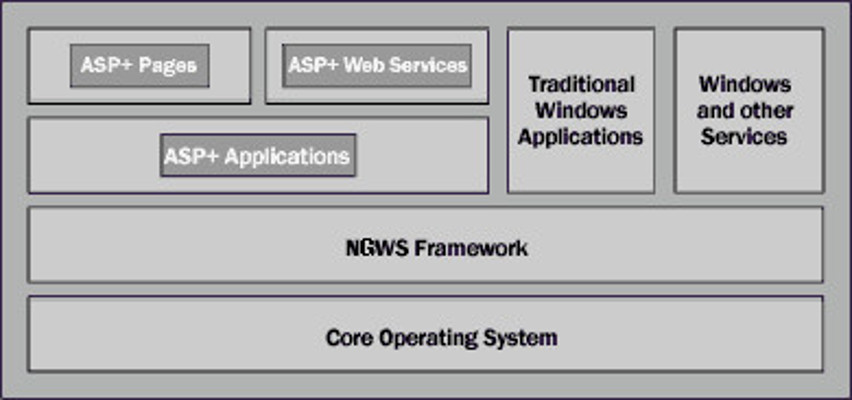 ASP+ Pages
ASP+ Web Services
Traditional
Windows
Applications
Windows
and other
Services
ASP+ Applications
NGWS Framework
Core Operating System